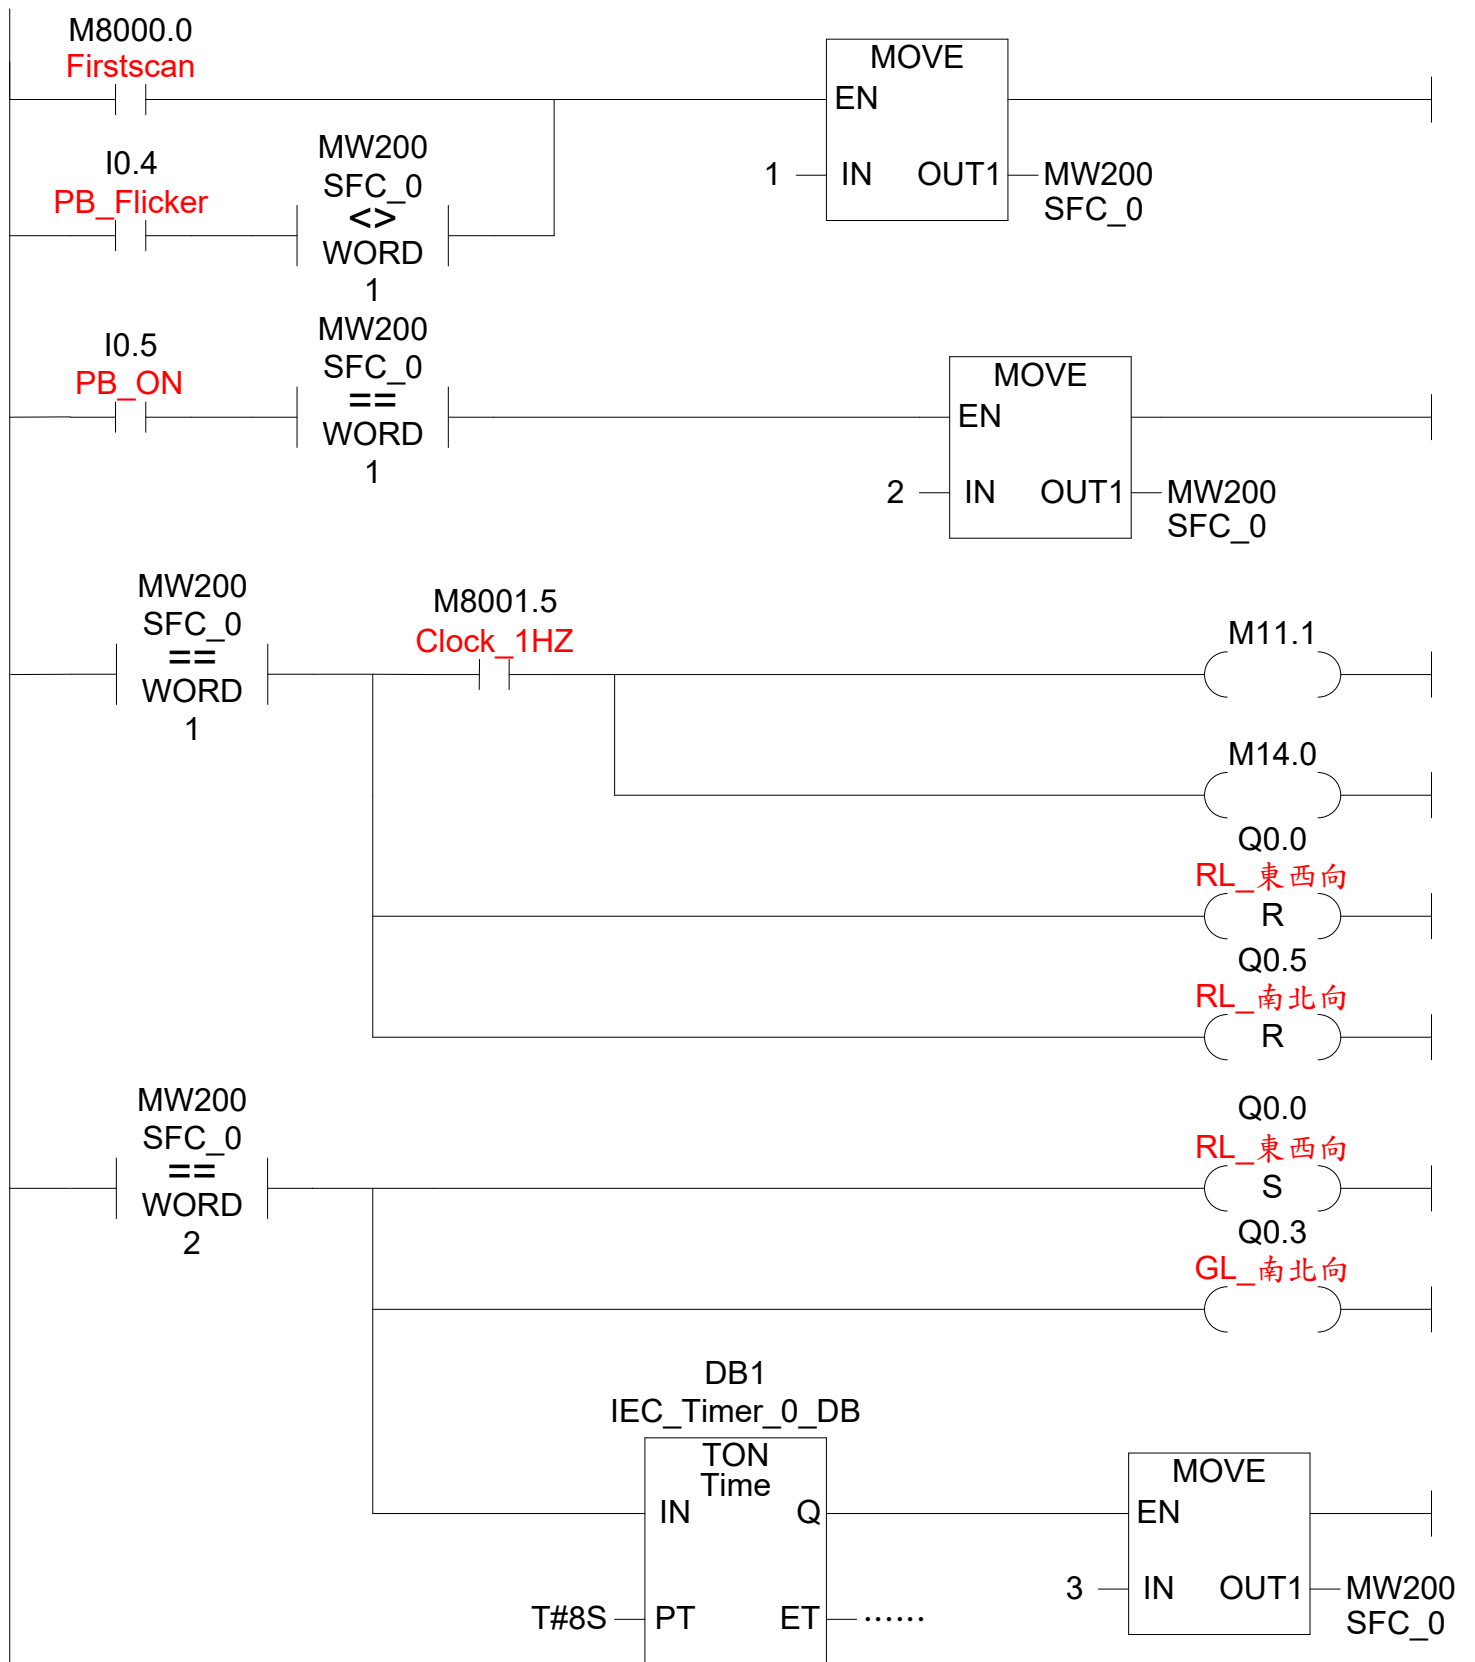 M8000.0
Firstscan
MOVE
EN
1
IN
OUT1
MW200
SFC_0
I0.4
PB_Flicker
MW200
SFC_0
<>
WORD
1
I0.5
PB_ON
MW200
SFC_0
==
WORD
1
MOVE
EN
2
IN
OUT1
MW200
SFC_0
MW200
SFC_0
==
WORD
1
M8001.5
Clock_1HZ
M11.1
M14.0
Q0.0
RL_東西向
R
Q0.5
RL_南北向
R
MW200
SFC_0
==
WORD
2
Q0.0
RL_東西向
S
Q0.3
GL_南北向
DB1
IEC_Timer_0_DB
TON
Time
IN
Q
T#8S
PT
ET
······
MOVE
EN
3
IN
OUT1
MW200
SFC_0